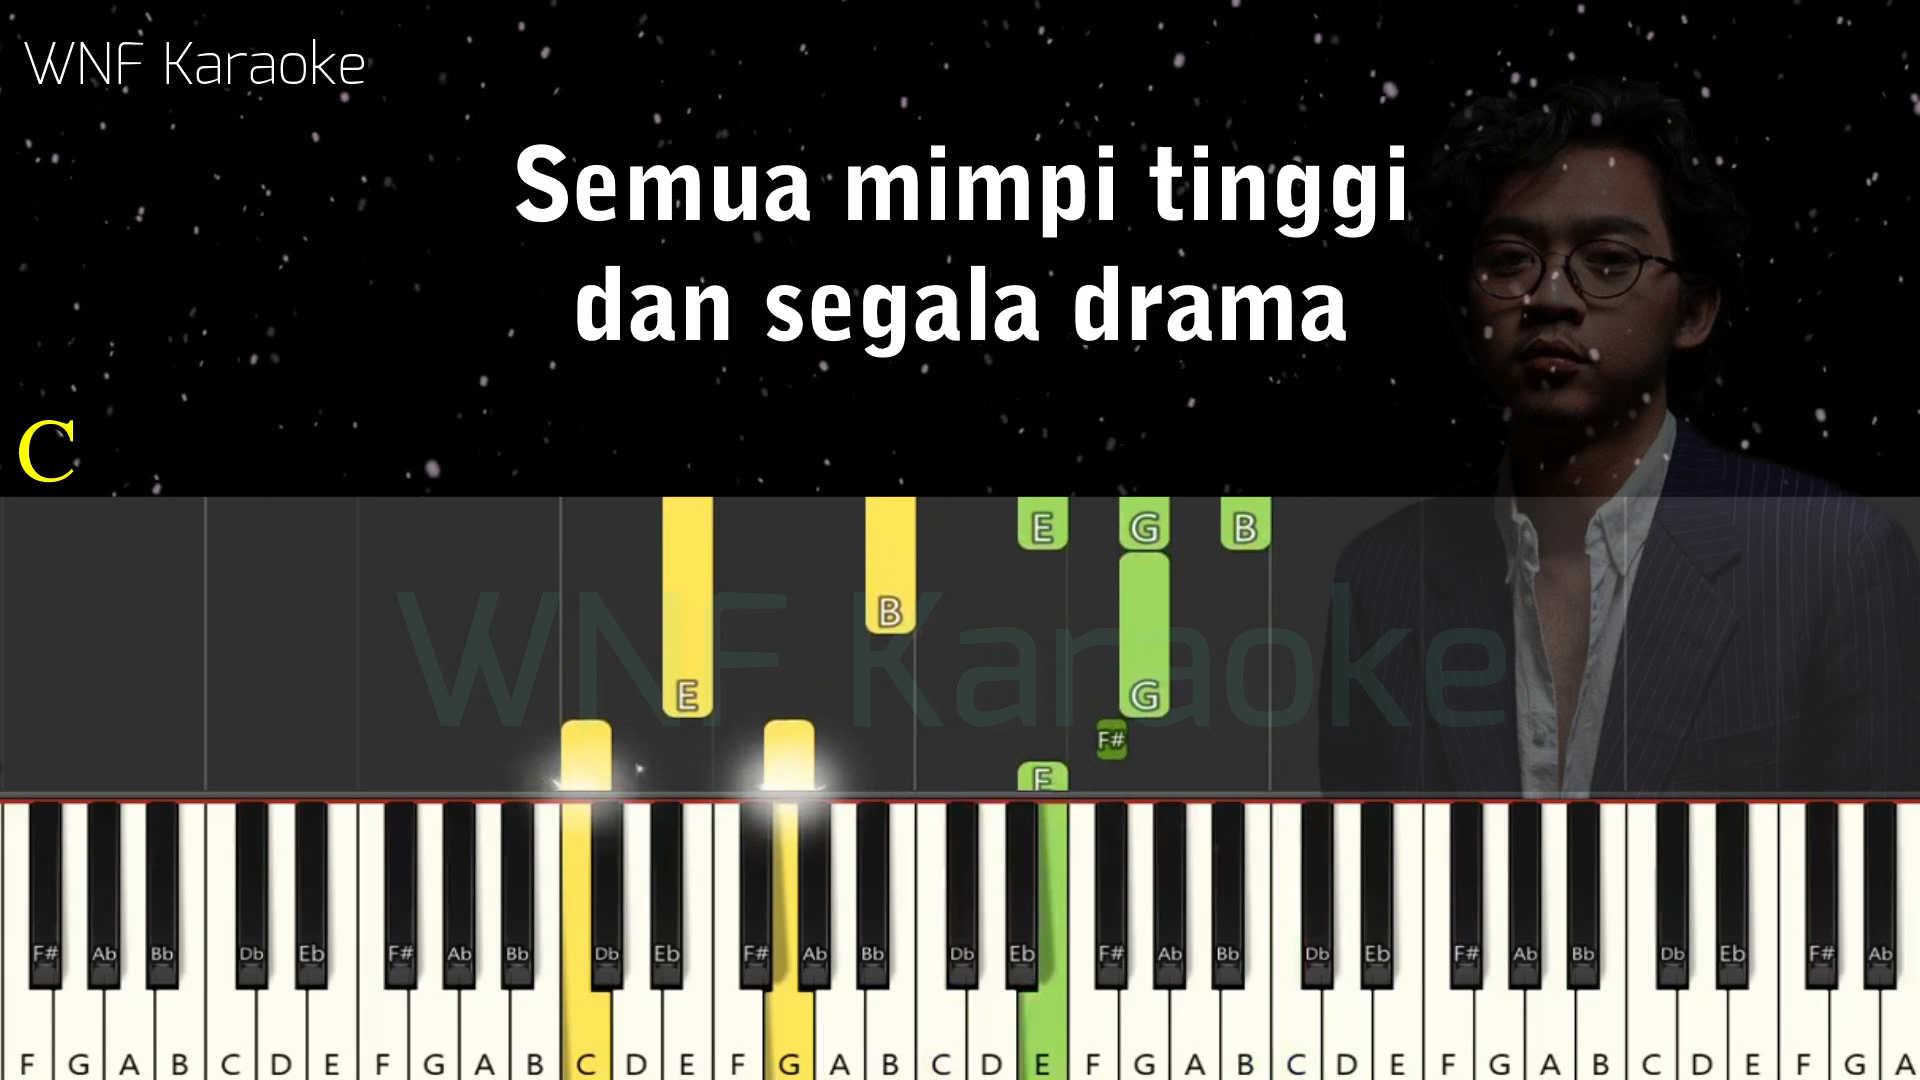 WNF Karaoke
Semua mimpi tinggi
dan segala drama
C
E G B
B
E G
F#
E
WNF Karaoke
F# Ab Bb Db Eb F# Ab Bb Db Eb F# Ab Bb Db Eb F# Ab Bb Db Eb F# Ab Bb Db Eb F# Ab
F G A B C D E F G A B C D E F G A B C D E F G A B C D E F G A B C D E F G A